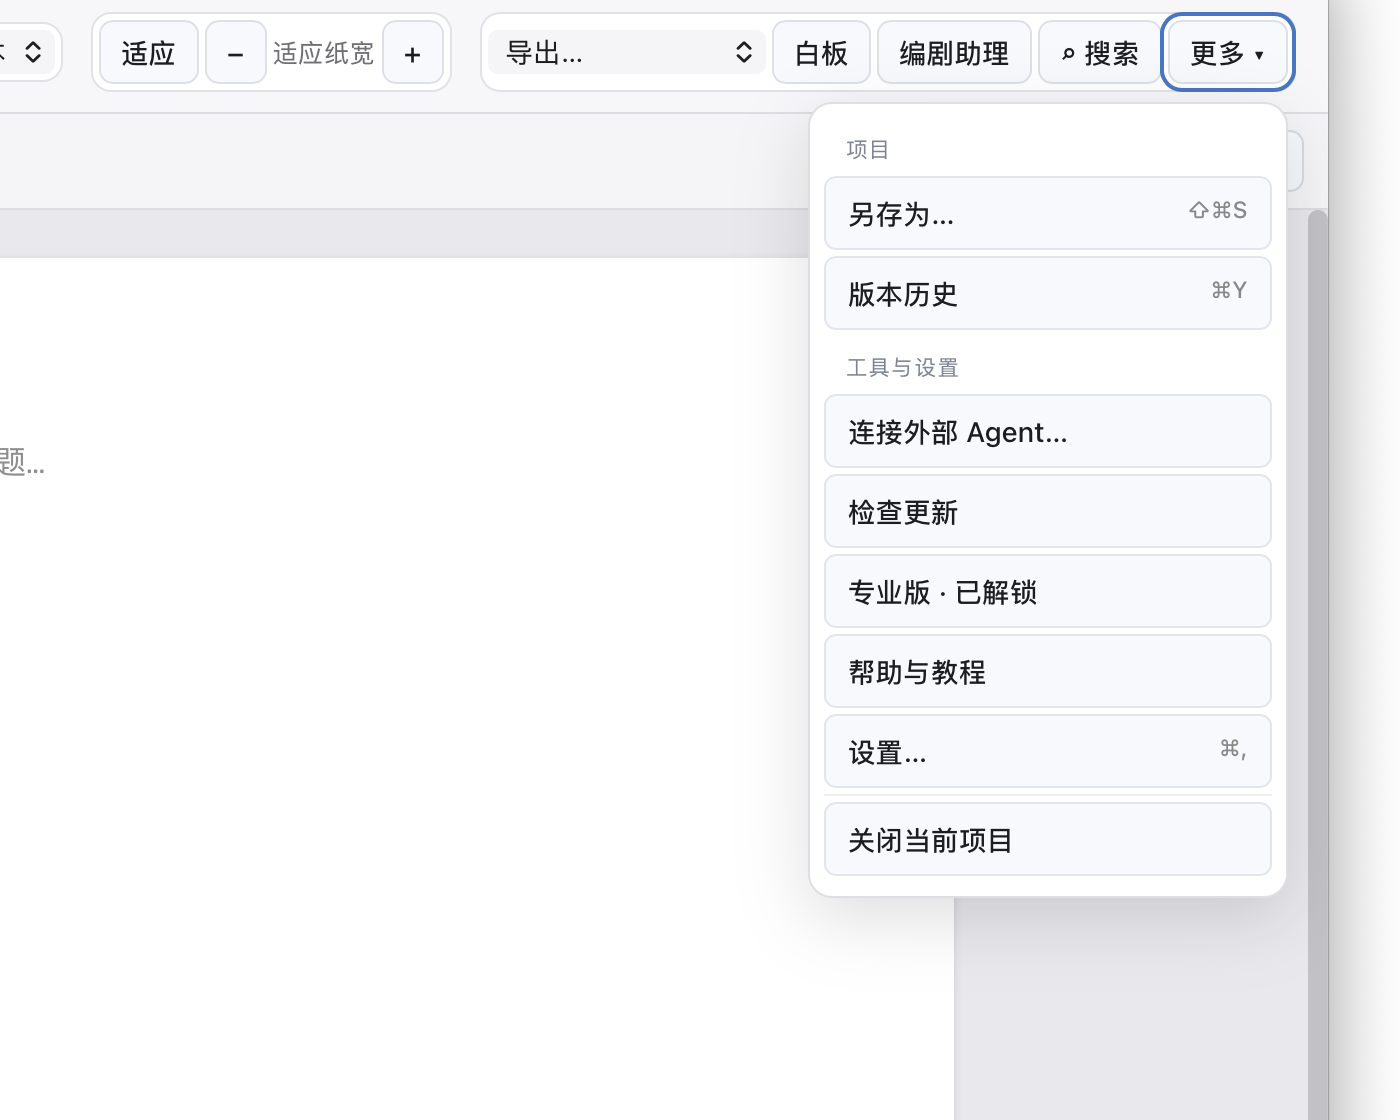 适应 − 适应纸宽 + 导出... 白板 编剧助理 搜索 更多 ▾
项目
另存为... ⇧⌘S
版本历史 ⌘Y
工具与设置
连接外部 Agent...
题...
检查更新
专业版 · 已解锁
帮助与教程
设置... ⌘,
关闭当前项目